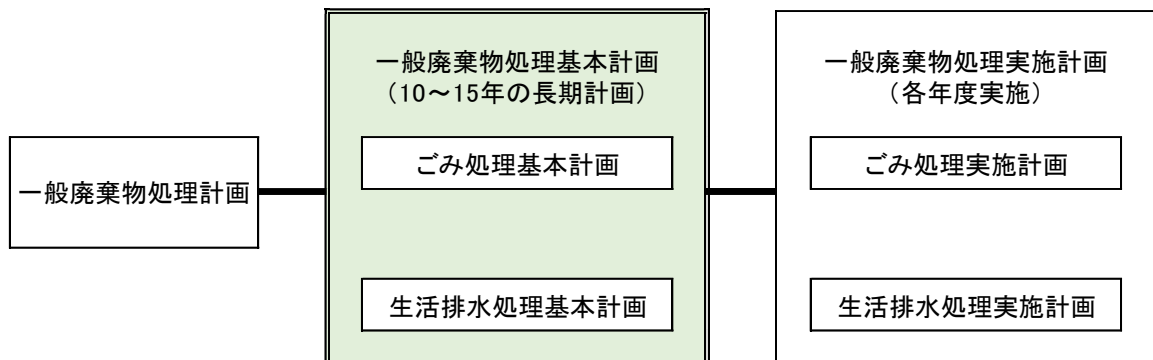 一般廃棄物処理計画
一般廃棄物処理基本計画
（10～15年の長期計画）
ごみ処理基本計画
生活排水処理基本計画
一般廃棄物処理実施計画
（各年度実施）
ごみ処理実施計画
生活排水処理実施計画